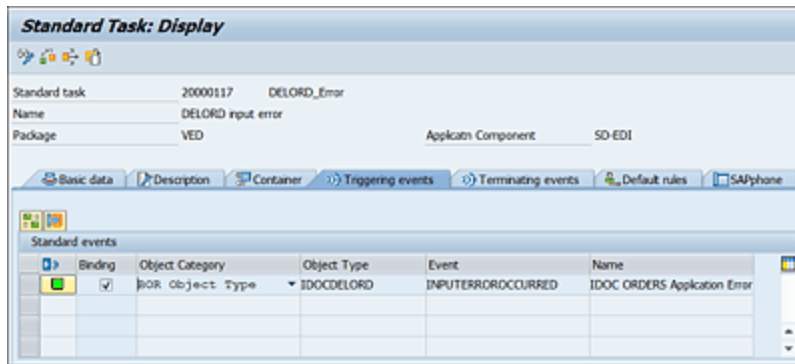 Standard Task: Display
Standard task 20000117 DELORD_Error
Name DELORD input error
Package VED Applicatn Component SD-EDI
Basic data Description Container Triggering events Terminating events Default rules SAPphone
Standard events
Binding Object Category Object Type Event Name
BOR Object Type IDOCDELORD INPUTERROROCCURRED IDOC ORDERS Application Error